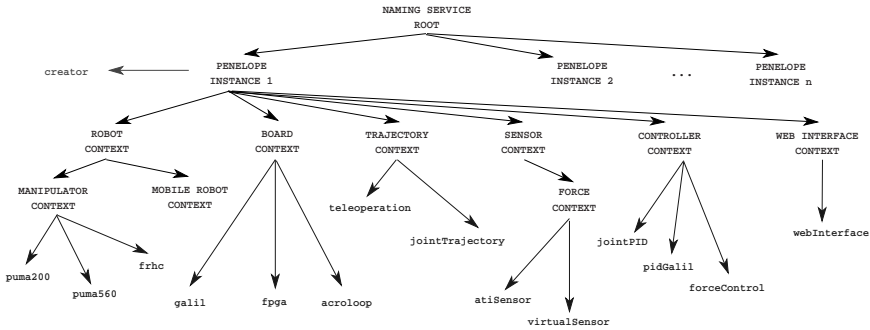 NAMING SERVICE
ROOT
creator
PENELOPE
INSTANCE 1
PENELOPE
INSTANCE 2
...
PENELOPE
INSTANCE n
ROBOT
CONTEXT
BOARD
CONTEXT
TRAJECTORY
CONTEXT
SENSOR
CONTEXT
CONTROLLER
CONTEXT
WEB INTERFACE
CONTEXT
MANIPULATOR
CONTEXT
MOBILE ROBOT
CONTEXT
FORCE
CONTEXT
teleoperation
jointTrajectory
jointPID
webInterface
puma200
puma560
frhc
galil
fpga
acroloop
atiSensor
virtualSensor
pidGalil
forceControl